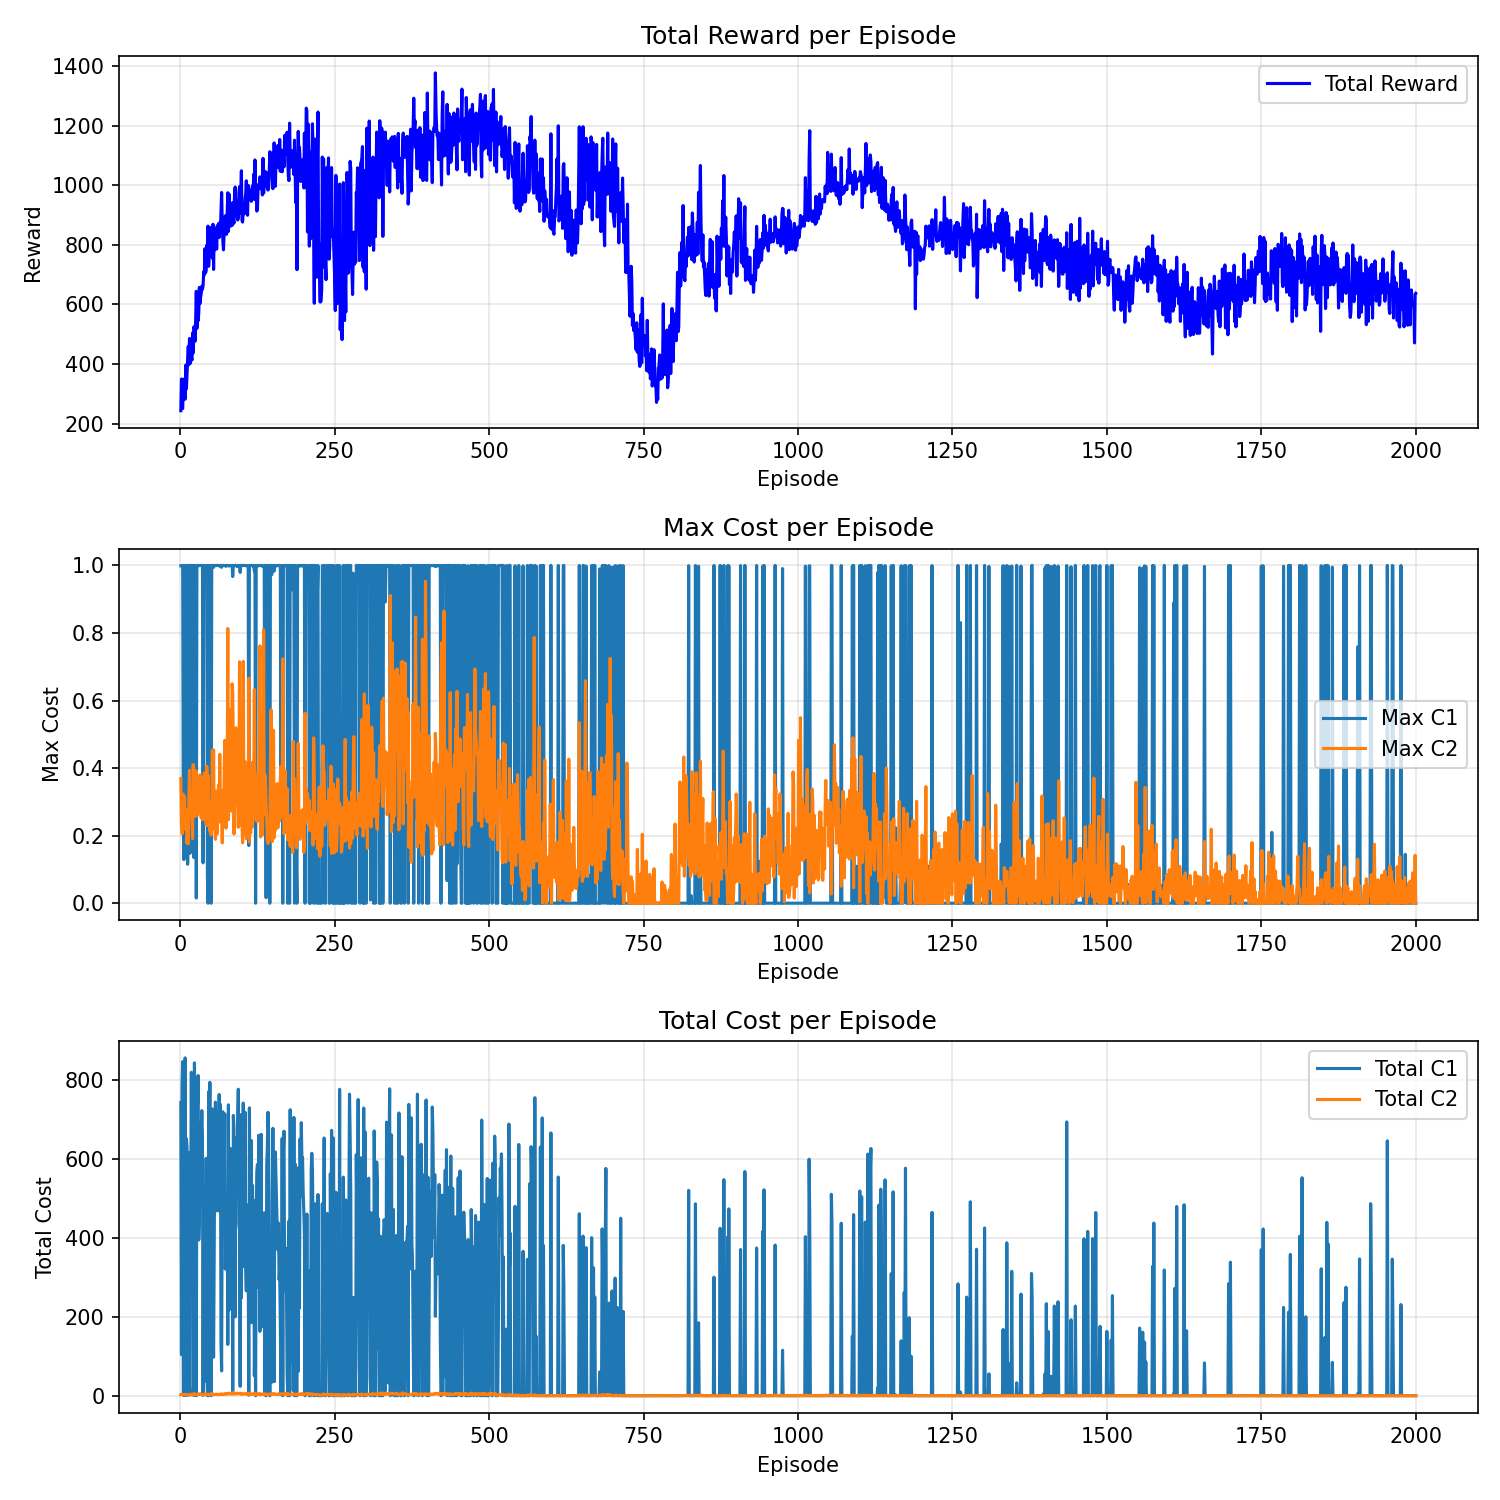 Total Reward per Episode
1400
1200
1000
800
600
400
200
Reward
Total Reward
0 250 500 750 1000 1250 1500 1750 2000
Episode
Max Cost per Episode
1.0
0.8
0.6
0.4
0.2
0.0
Max Cost
Max C1
Max C2
0 250 500 750 1000 1250 1500 1750 2000
Episode
Total Cost per Episode
800
600
400
200
0
Total Cost
Total C1
Total C2
0 250 500 750 1000 1250 1500 1750 2000
Episode